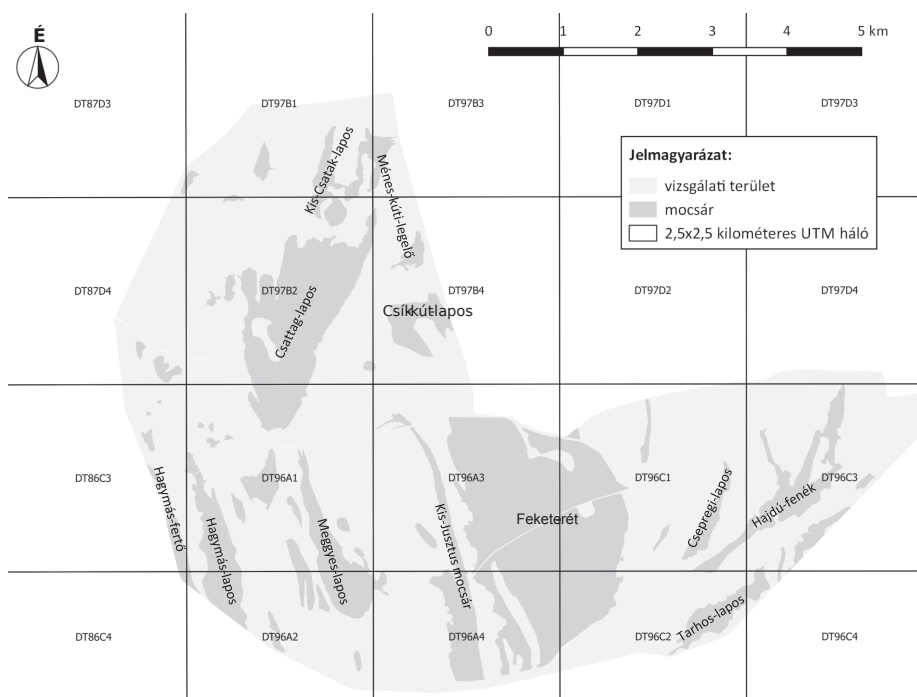 É
0 1 2 3 4 5 km
DT87D3 DT97B1 DT97B3 DT97D1 DT97D3
Jelmagyarázat:
vizsgálati terület
mocsár
2,5x2,5 kilométeres UTM háló
Kis-Csatak-lapos
Ménes-kúti-legelő
DT87D4 DT97B2 DT97B4 DT97D2 DT97D4
Csattag-lapos
Csíkkút-lapos
DT86C3 DT96A1 DT96A3 DT96C1 DT96C3
Hagymás-fertő
Hagymás-lapos
Meggyes-lapos
Kis-Jusztus mocsár
Feketerét
Csepregi-lapos
Hajdú-fenék
DT86C4 DT96A2 DT96A4 DT96C2 DT96C4
Tarhos-lapos